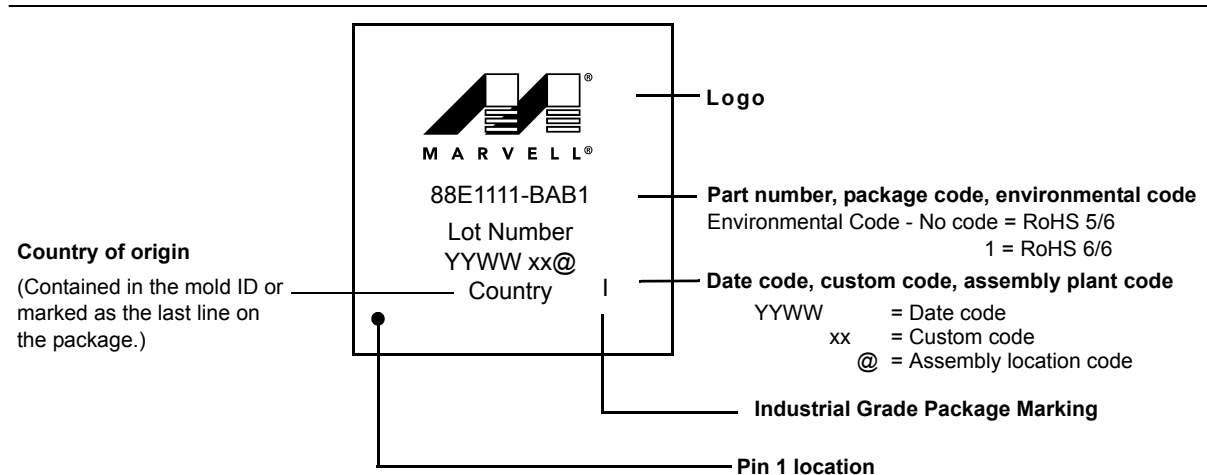 ®
MARVELL®
88E1111-BAB1
Lot Number
YYWW xx@
Country I
Logo
Part number, package code, environmental code
Environmental Code - No code = RoHS 5/6
1 = RoHS 6/6
Country of origin
(Contained in the mold ID or
marked as the last line on
the package.)
Date code, custom code, assembly plant code
YYWW = Date code
xx = Custom code
@ = Assembly location code
Industrial Grade Package Marking
Pin 1 location